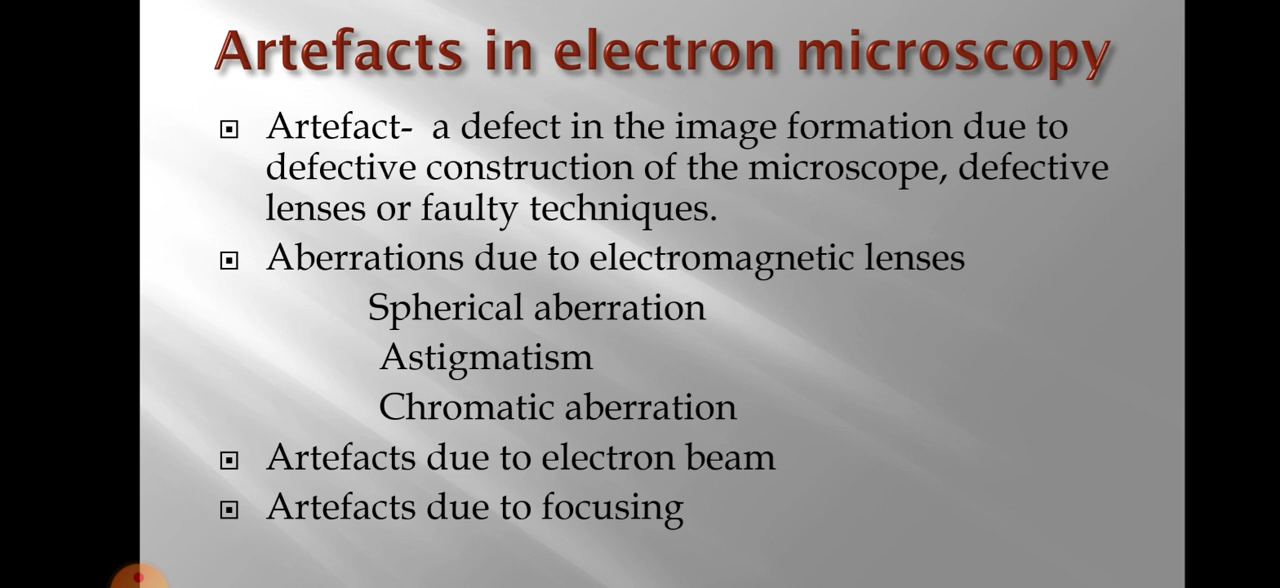 Artefacts in electron microscopy
Artefact- a defect in the image formation due to
defective construction of the microscope, defective
lenses or faulty techniques.
Aberrations due to electromagnetic lenses
Spherical aberration
Astigmatism
Chromatic aberration
Artefacts due to electron beam
Artefacts due to focusing